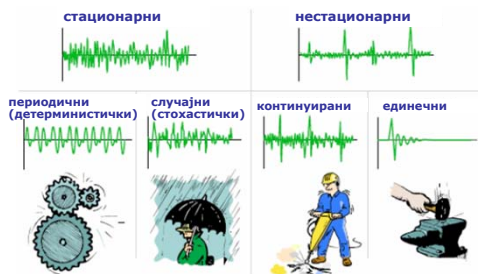 стационарни
нестационарни
периодични
(детерминистички)
случајни
(стохастички)
континуирани
единечни